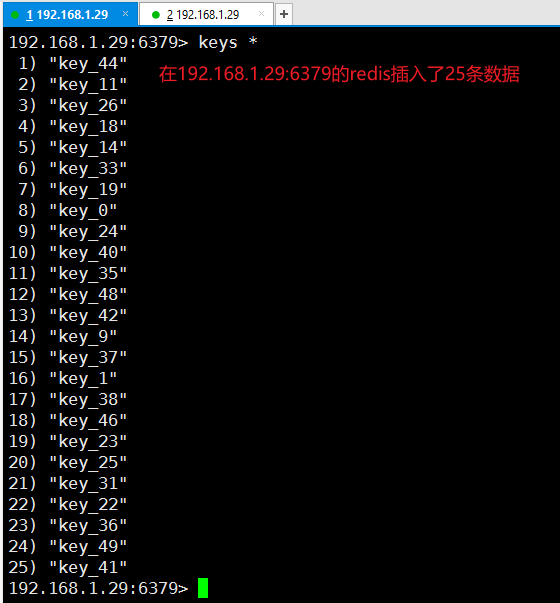 1 192.168.1.29 × 2 192.168.1.29 × +
192.168.1.29:6379> keys *
1) "key_44"
在192.168.1.29:6379的redis插入了25条数据
2) "key_11"
3) "key_26"
4) "key_18"
5) "key_14"
6) "key_33"
7) "key_19"
8) "key_0"
9) "key_24"
10) "key_40"
11) "key_35"
12) "key_48"
13) "key_42"
14) "key_9"
15) "key_37"
16) "key_1"
17) "key_38"
18) "key_46"
19) "key_23"
20) "key_25"
21) "key_31"
22) "key_22"
23) "key_36"
24) "key_49"
25) "key_41"
192.168.1.29:6379>